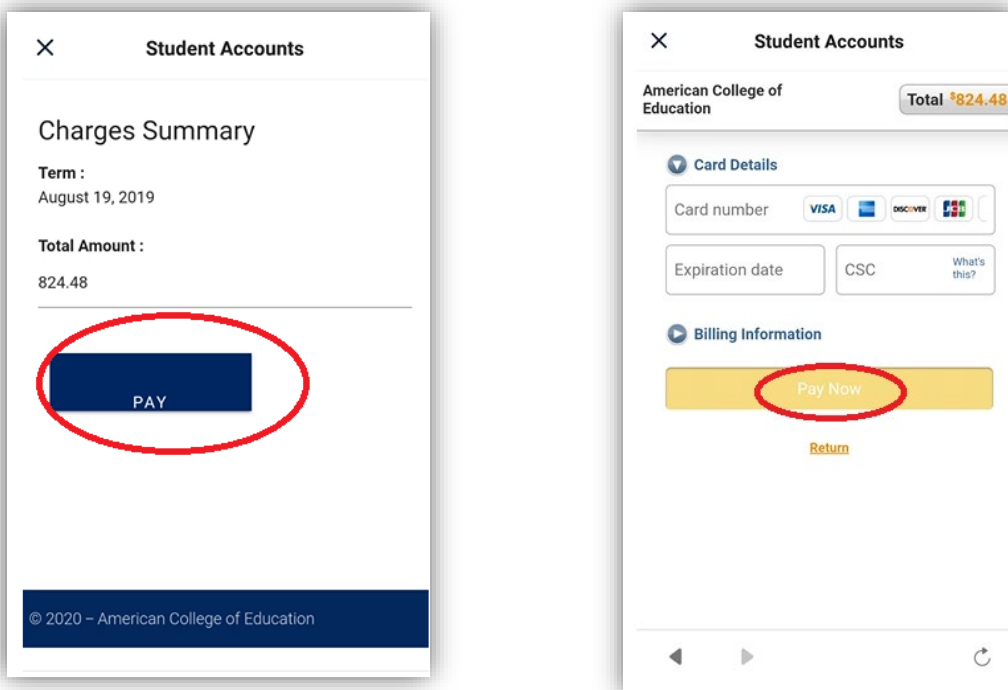 Student Accounts
Charges Summary
Term :
August 19, 2019
Total Amount :
824.48
PAY
© 2020 – American College of Education
Student Accounts
American College of
Education
Total $824.48
Card Details
Card number VISA DISCOVER JCB
Expiration date CSC What's
this?
Billing Information
Pay Now
Return